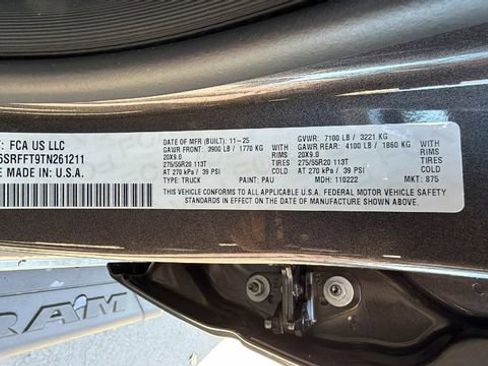 : FCA US LLC
DATE OF MFR (BUILT): 11-25
GVWR: 7100 LB / 3221 KG
GAWR FRONT: 3900 LB / 1770 KG
WITH
GAWR REAR: 4100 LB / 1860 KG
WITH
6SRFFT9TN261211
20X9.0
RIMS
20X9.0
RIMS
275/55R20 113T
TIRES
275/55R20 113T
TIRES
E IN: U.S.A.
AT 270 kPa / 39 PSI
COLD
AT 270 kPa / 39 PSI
COLD
TYPE: TRUCK
PAINT: PAU
MDH: 110222
MKT: 875
THIS VEHICLE CONFORMS TO ALL APPLICABLE U.S.A. FEDERAL MOTOR VEHICLE SAFETY
STANDARDS IN EFFECT ON THE DATE OF MANUFACTURE SHOWN ABOVE.
RAM